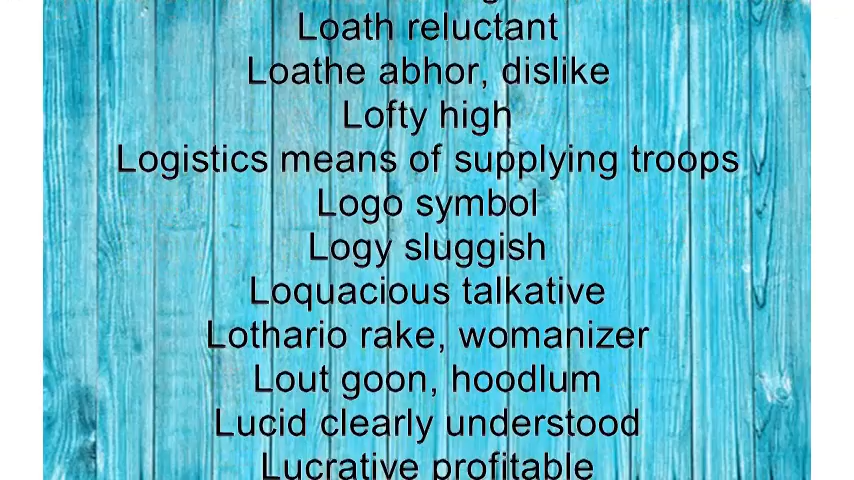 Loath reluctant
Loathe abhor, dislike
Lofty high
Logistics means of supplying troops
Logo symbol
Logy sluggish
Loquacious talkative
Lothario rake, womanizer
Lout goon, hoodlum
Lucid clearly understood
Lucrative profitable